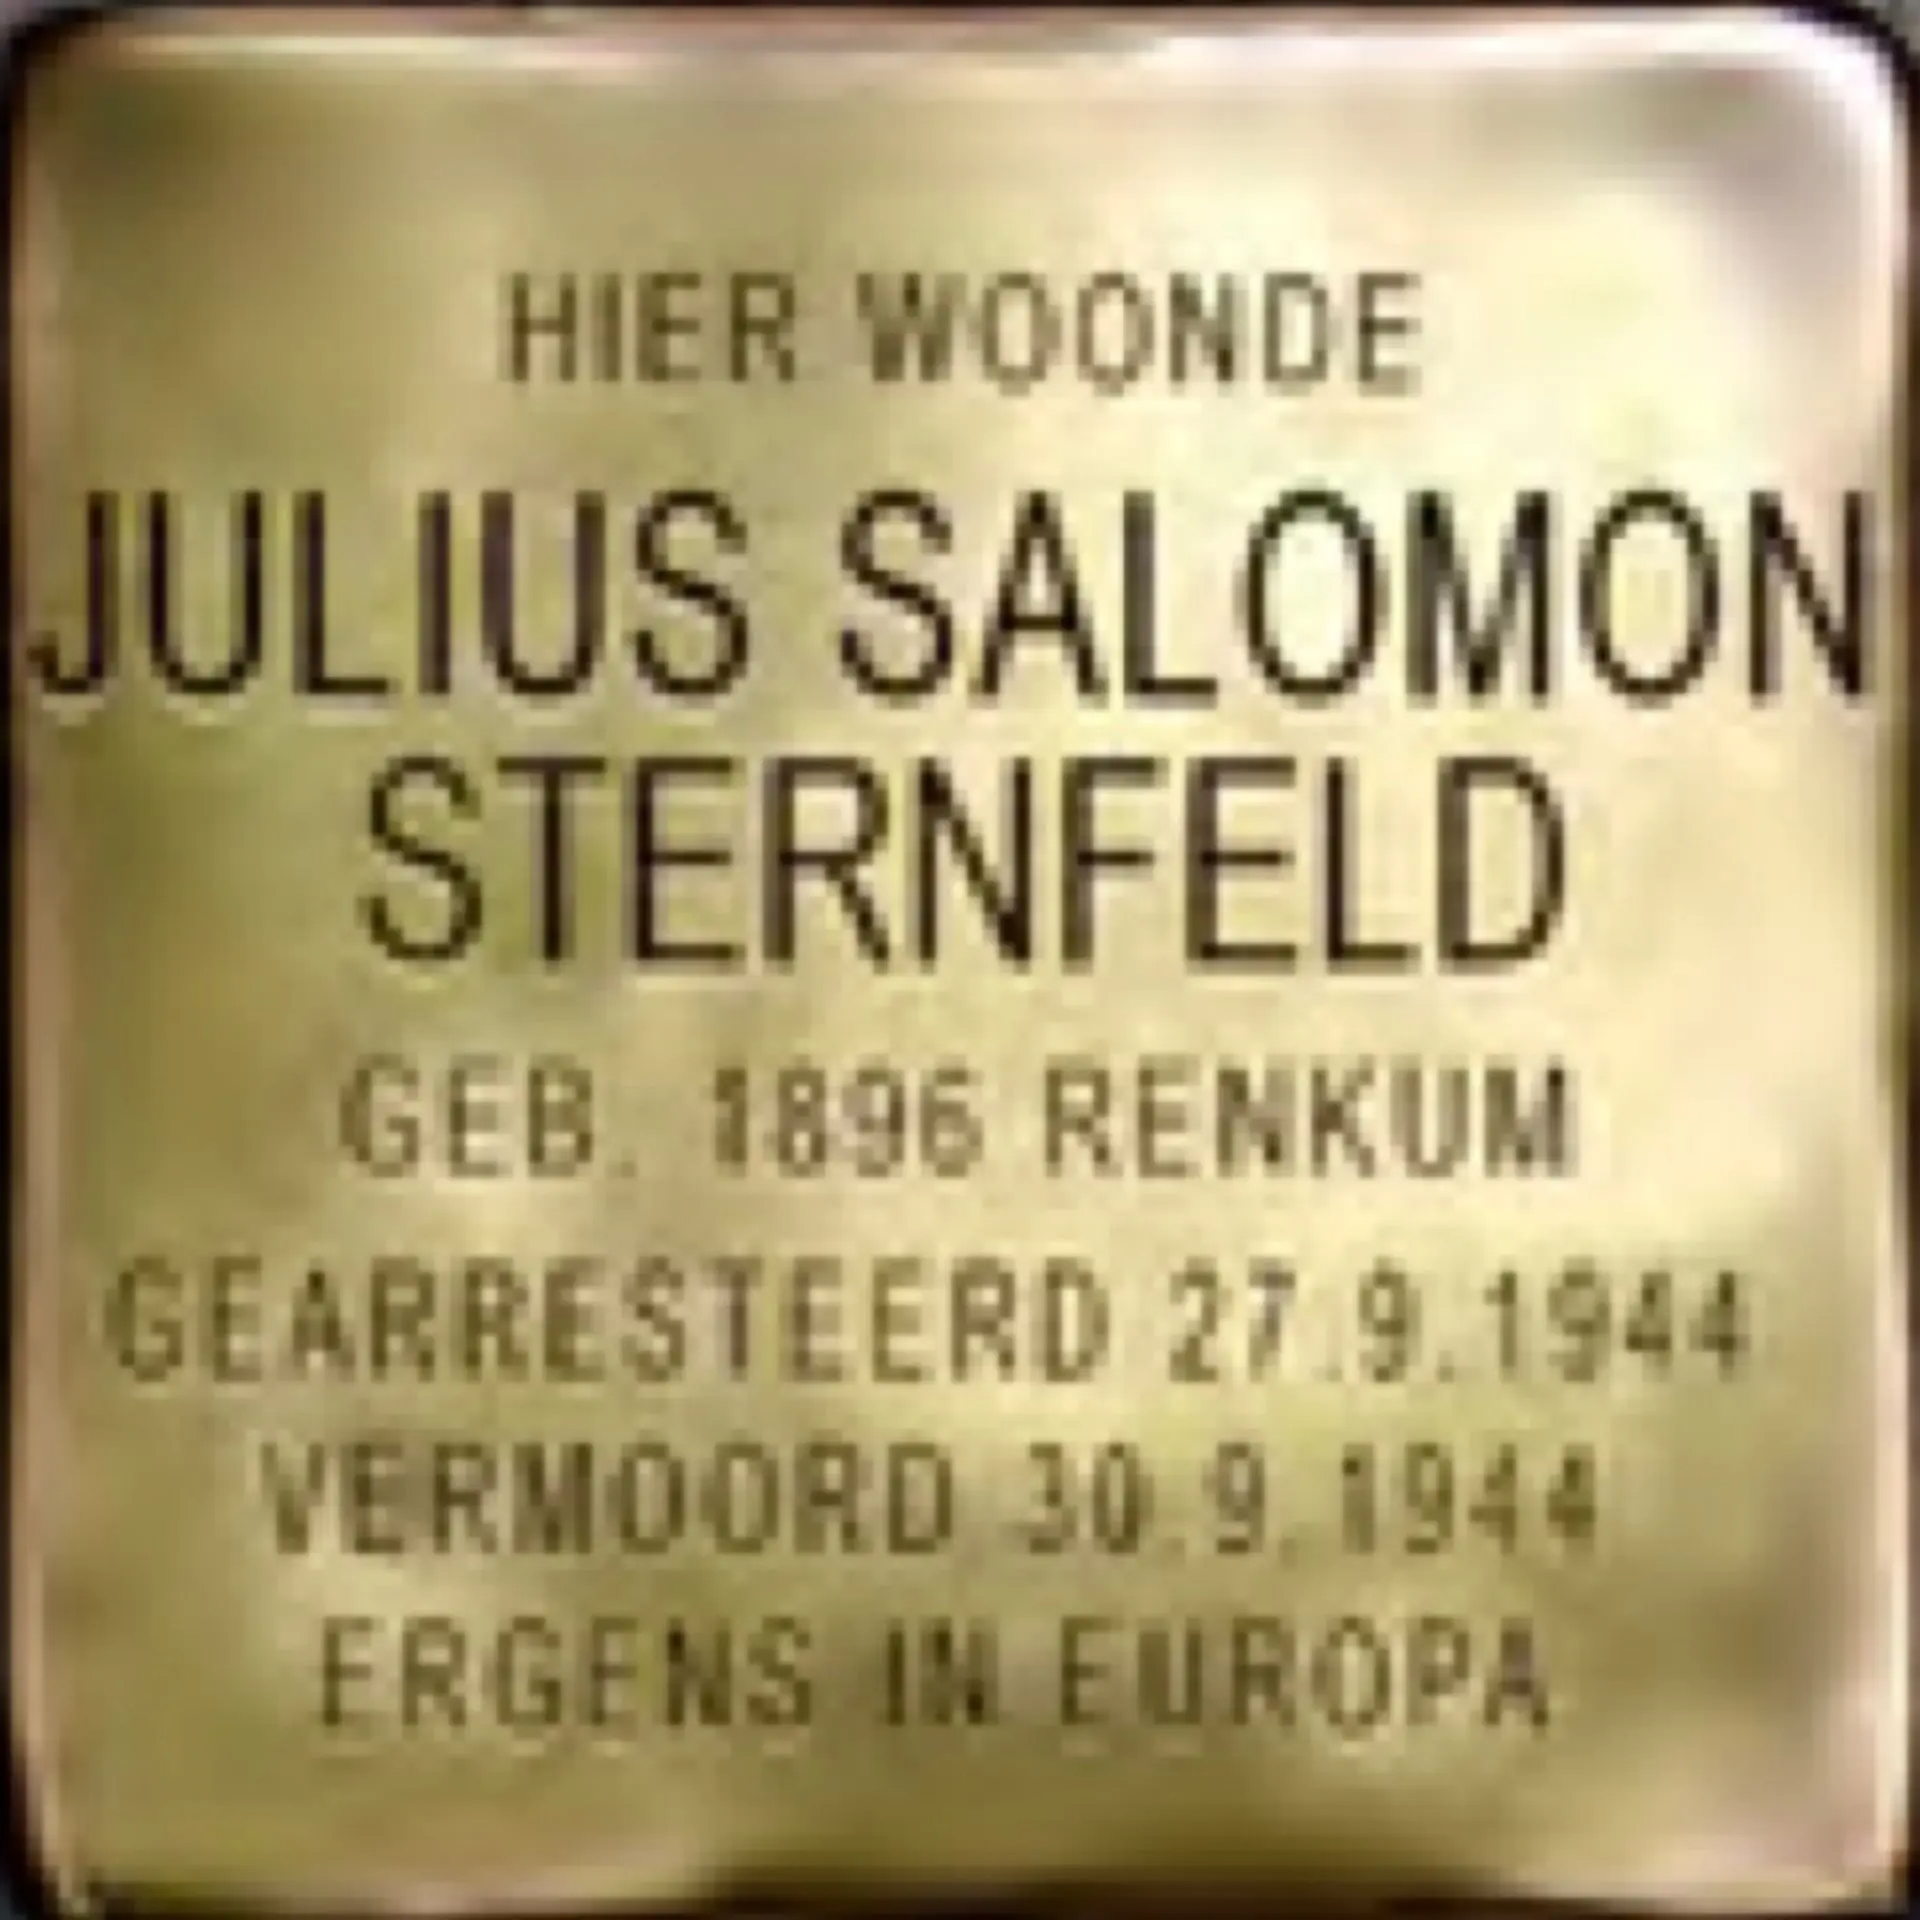 HIER WOONDE
JULIUS SALOMON
STERNFELD
GEB. 1896 RENKUM
GEARRESTEERD 27.9.1944
VERMOORD 30.9.1944
ERGENS IN EUROPA